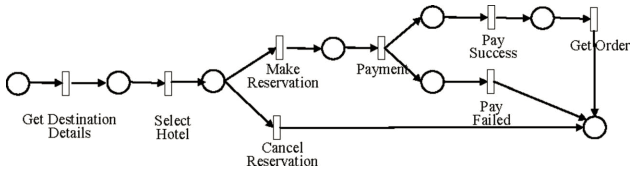 Get Destination
Details
Select
Hotel
Make
Reservation
Cancel
Reservation
Payment
Pay
Success
Pay
Failed
Get Order